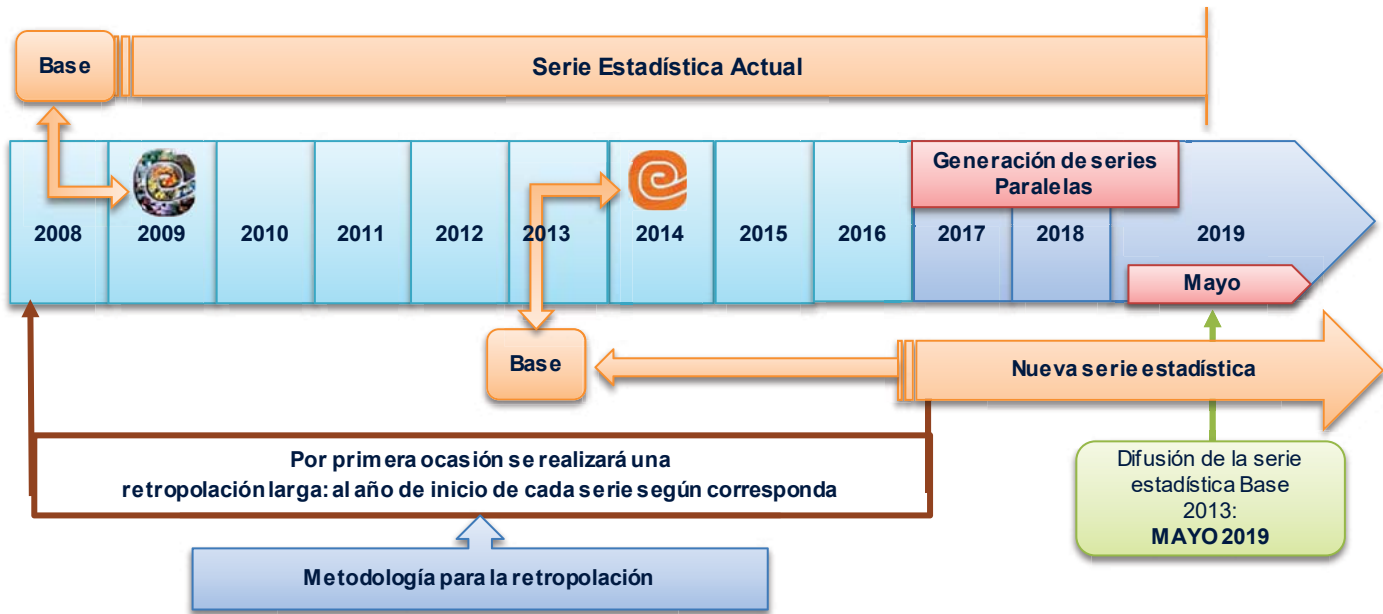 Base
Serie Estadística Actual
Generación de series
Paralelas
2008
2009
2010
2011
2012
2013
2014
2015
2016
2017
2018
2019
Mayo
Base
Nueva serie estadística
Por primera ocasión se realizará una
retropolación larga: al año de inicio de cada serie según corresponda
Difusión de la serie
estadística Base
2013:
MAYO 2019
Metodología para la retropolación